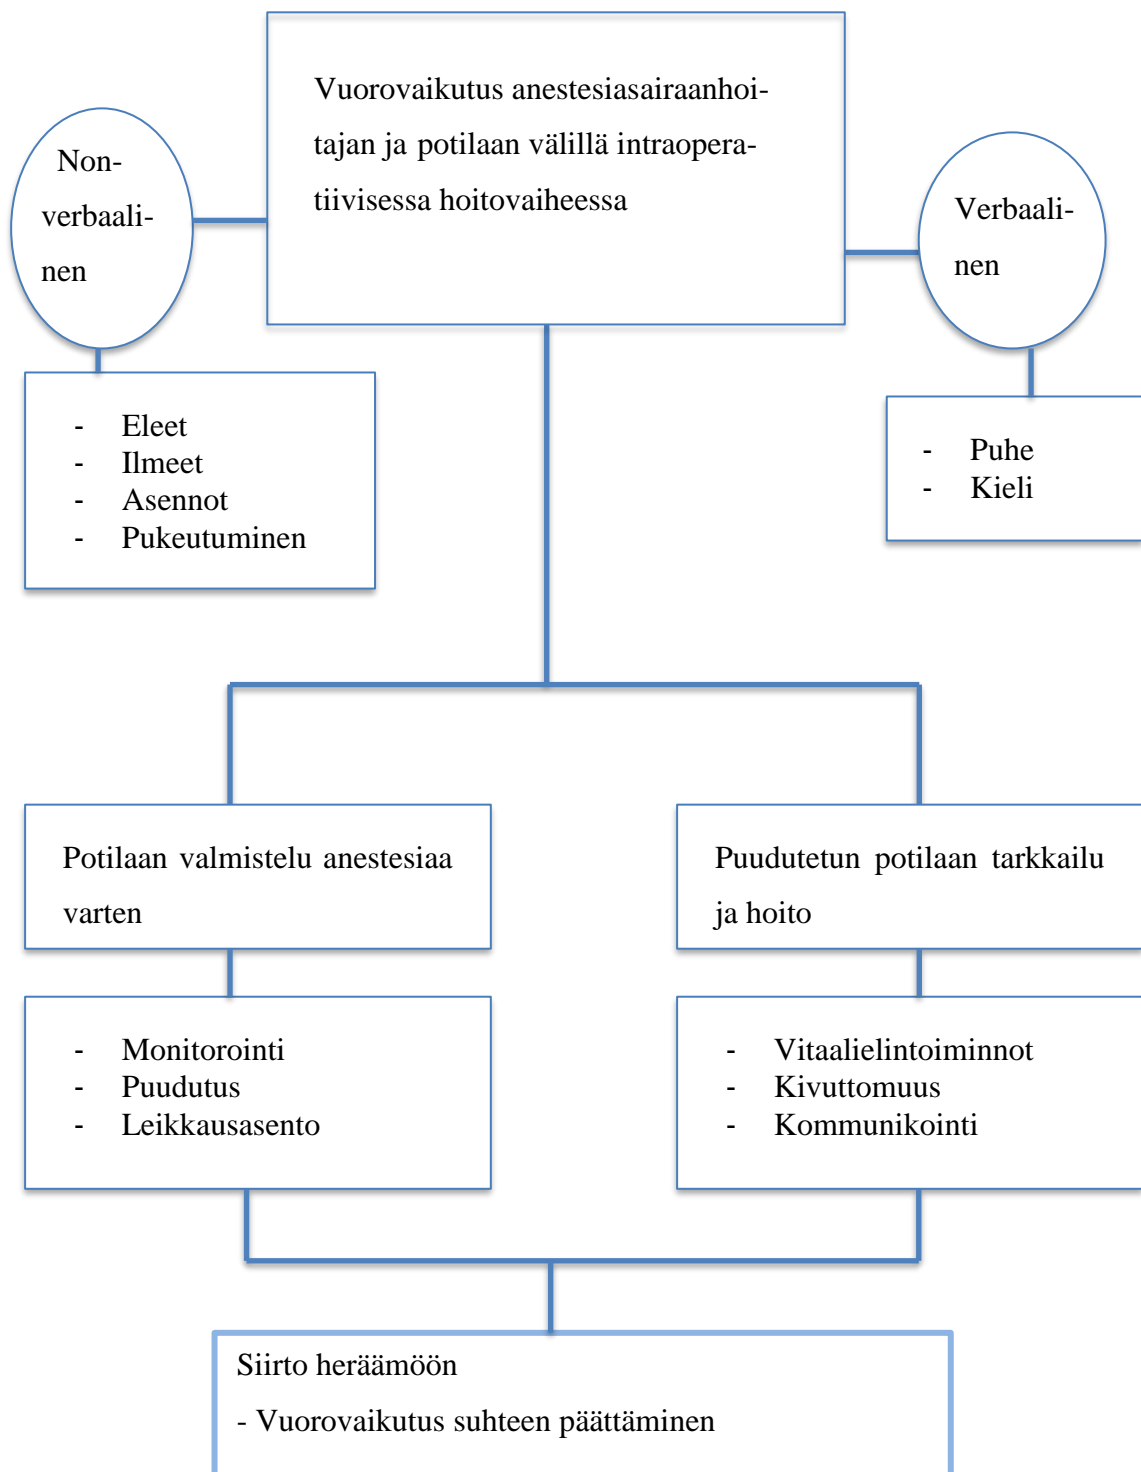 Vuorovaikutus anestesiasairaanhoi-
tajan ja potilaan välillä intraopera-
tiivisessa hoitovaiheessa
Non-
verbaali-
nen
Verbaali-
nen
- Eleet
- Ilmeet
- Asennot
- Pukeutuminen
- Puhe
- Kieli
Potilaan valmistelu anestesiaa
varten
Puudutetun potilaan tarkkailu
ja hoito
- Monitorointi
- Puudutus
- Leikkausasento
- Vitaalielintoiminnot
- Kivuttomuus
- Kommunikointi
Siirto heräämöön
- Vuorovaikutus suhteen päättäminen